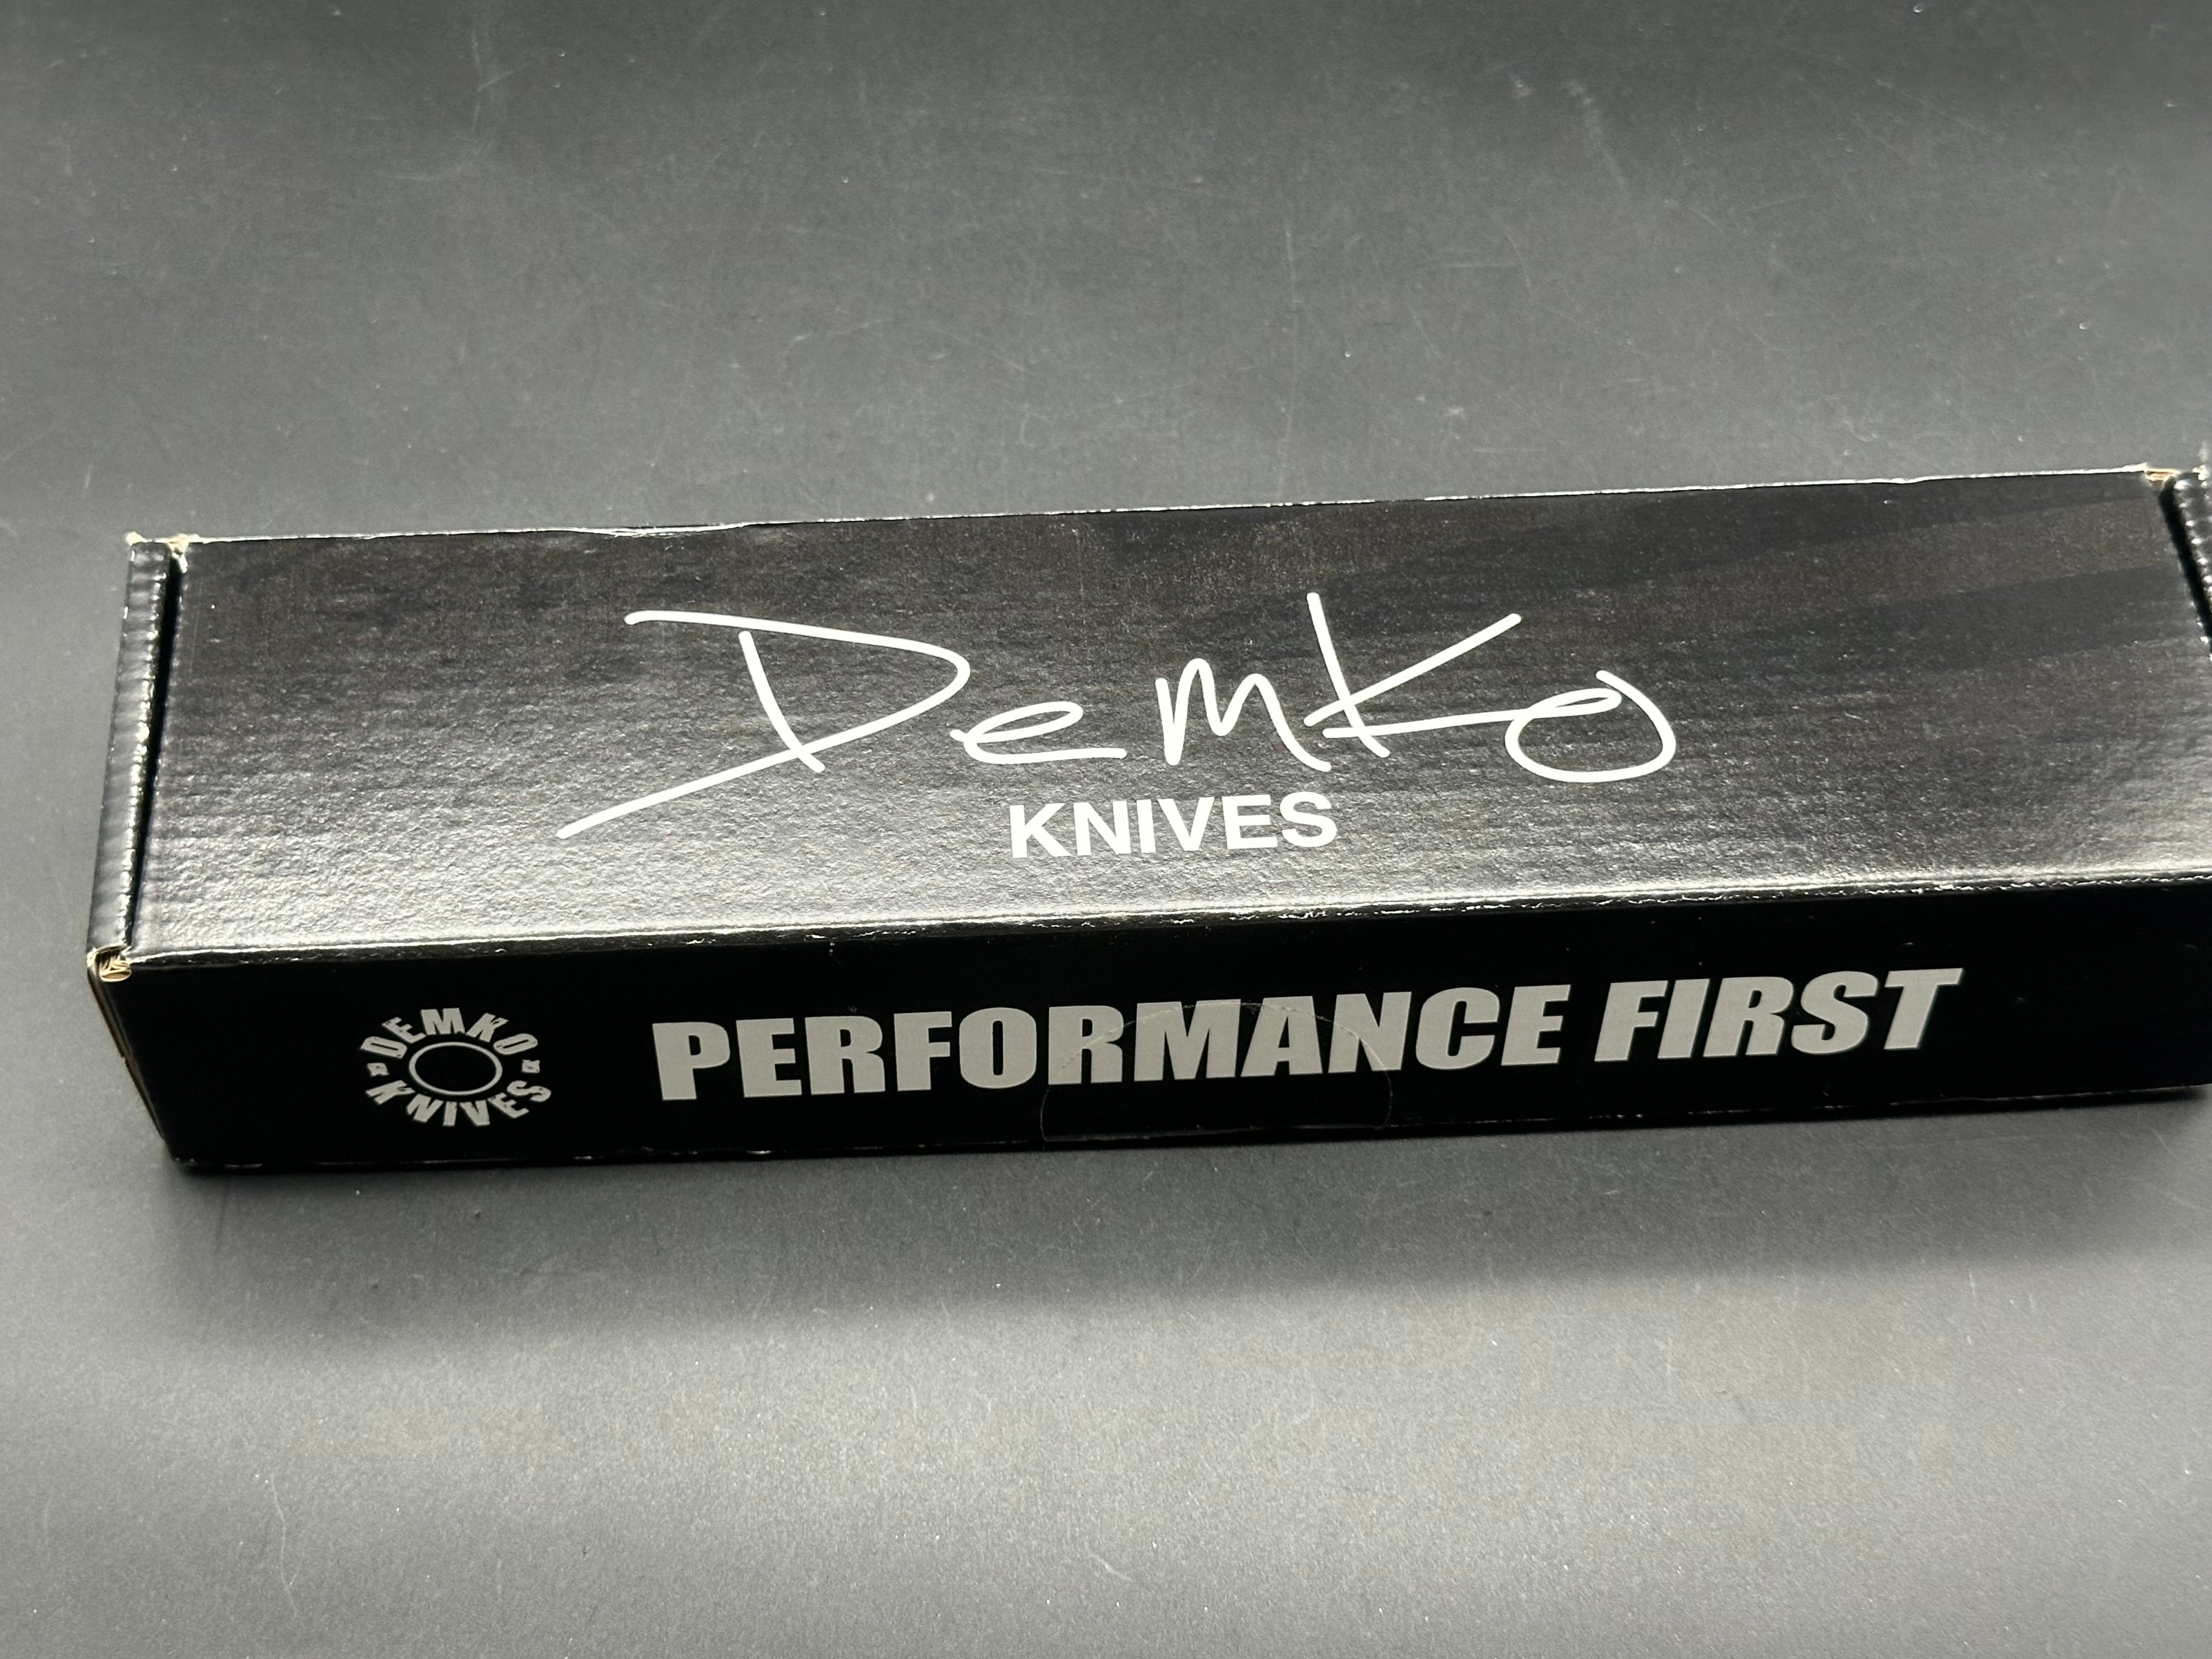 Demko
KNIVES
DEMKO
KNIVES
PERFORMANCE FIRST